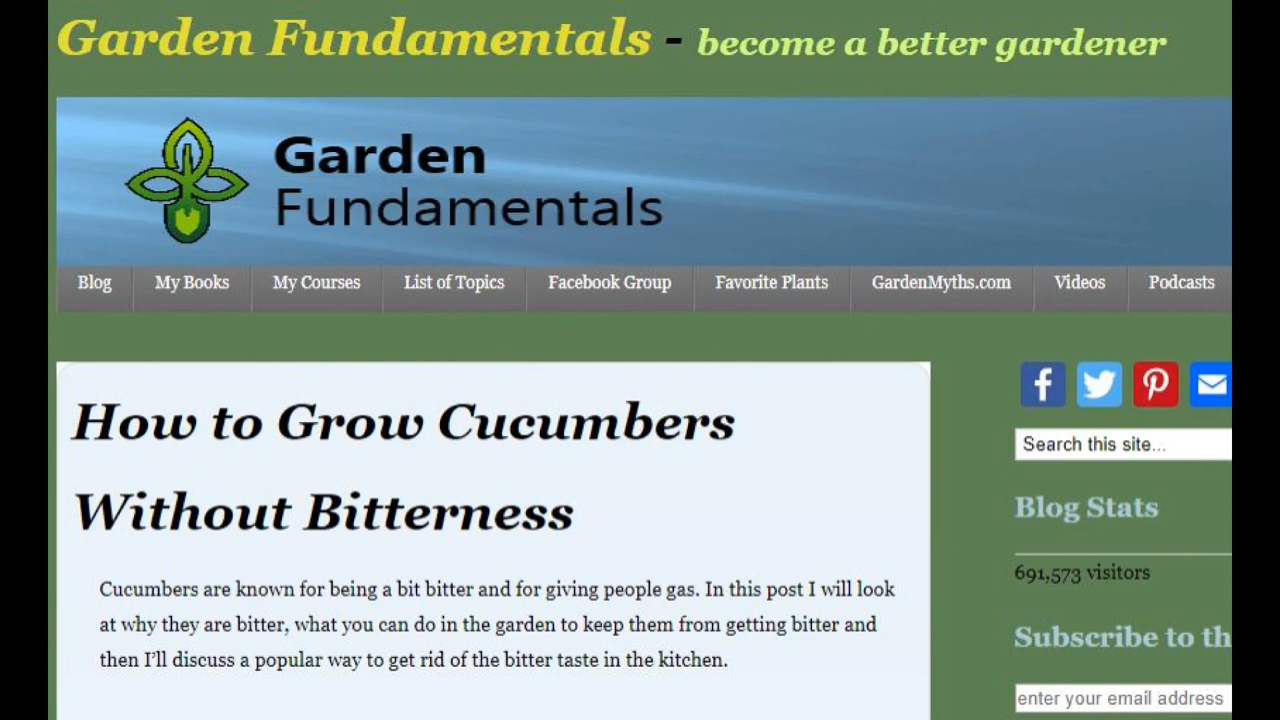 Garden Fundamentals - become a better gardener
Garden
Fundamentals
Blog My Books My Courses List of Topics Facebook Group Favorite Plants GardenMyths.com Videos Podcasts
How to Grow Cucumbers
Without Bitterness
Cucumbers are known for being a bit bitter and for giving people gas. In this post I will look
at why they are bitter, what you can do in the garden to keep them from getting bitter and
then I'll discuss a popular way to get rid of the bitter taste in the kitchen.
Search this site...
Blog Stats
691,573 visitors
Subscribe to th
enter your email address